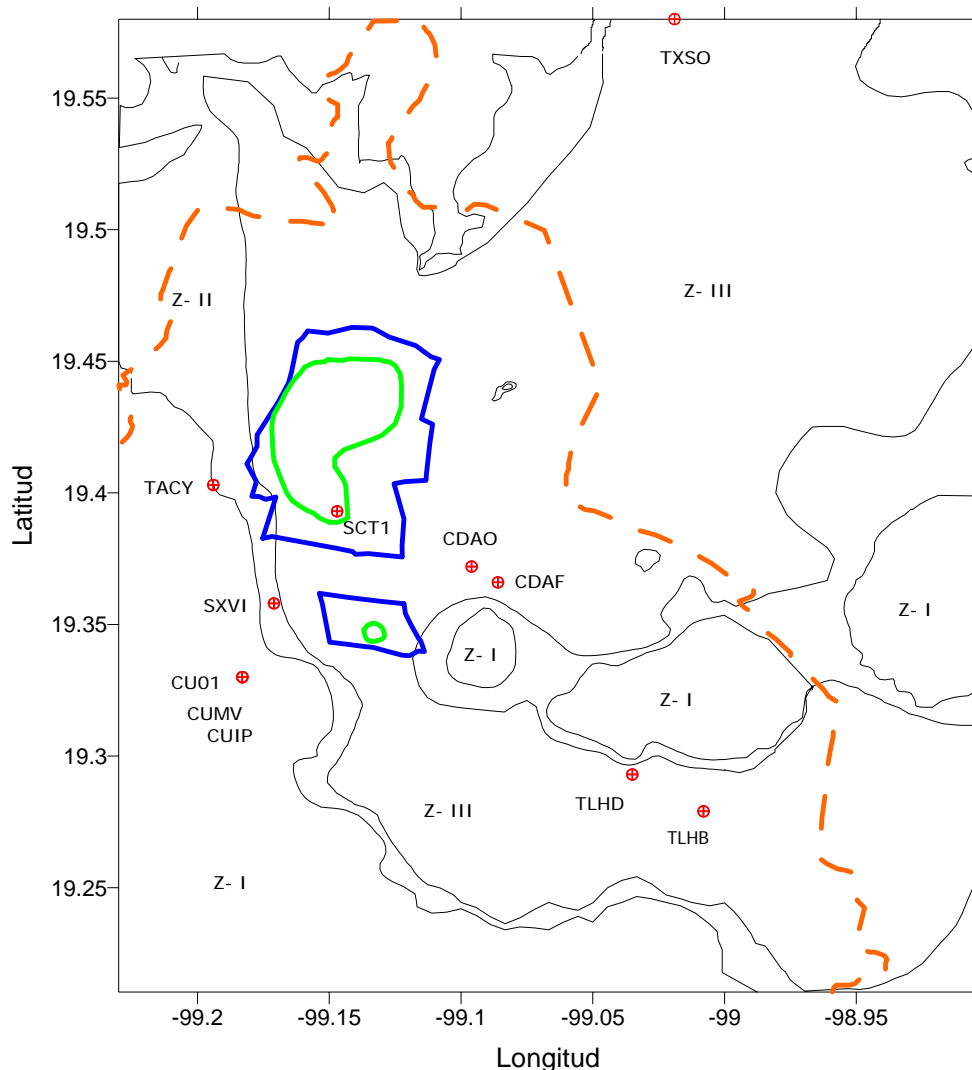 TXSO
19.55
19.5
Z- II
Z- III
19.45
Latitud
TACY
19.4
SCT1
CDAO
CDAF
SXVI
Z- I
19.35
Z- I
CU01
Z- I
CUMV
CUIP
19.3
TLHD
Z- III
TLHB
Z- I
19.25
-99.2
-99.15
-99.1
-99.05
-99
-98.95
Longitud